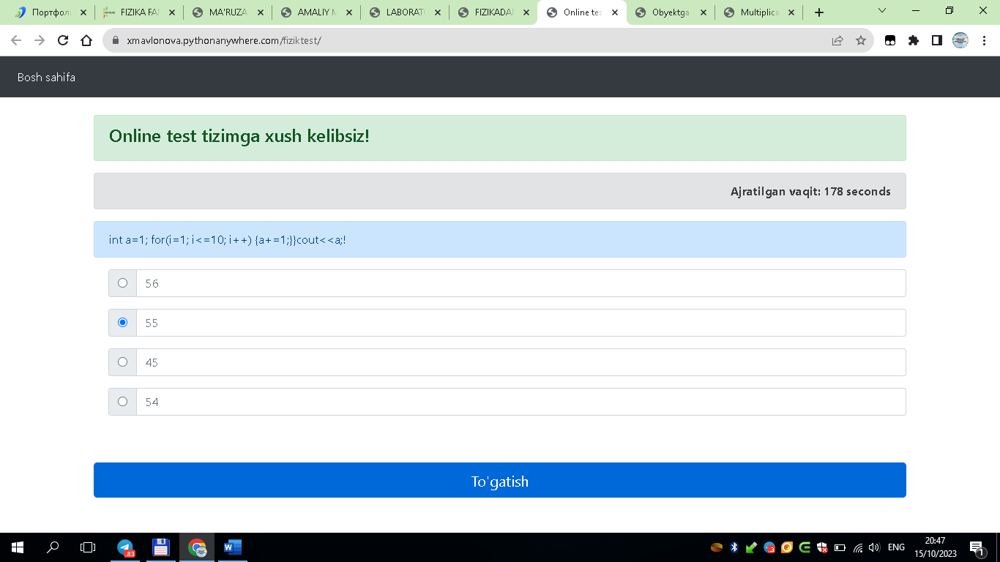 Портфол
FIZIKA FA
MA'RUZA
AMALIY M
LABORAT
FIZIKADA
Online tes
Obyektga
Multiplica
xmavlonova.pythonanywhere.com/fiziktest/
Bosh sahifa
Online test tizimga xush kelibsiz!
Ajratilgan vaqit: 178 seconds
int a=1; for(i=1; i<=10; i++) {a+=1;}}cout<<a;!
56
55
45
54
To'gatish
83
W
ENG
20:47
15/10/2023
1